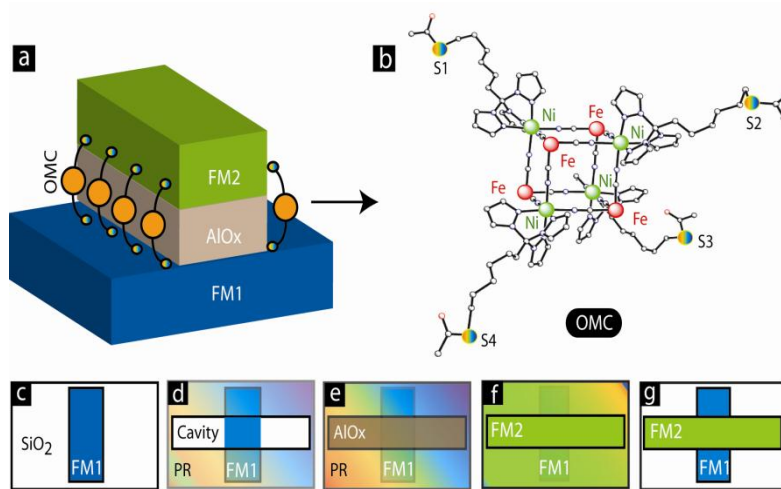 a
OMC
FM2
AlOx
FM1
b
S1
S2
Ni
Fe
Ni
Fe
Fe
Ni
Ni
Fe
S3
S4
OMC
c
SiO2
FM1
d
Cavity
PR
FM1
e
AlOx
PR
FM1
f
FM2
FM1
g
FM2
FM1